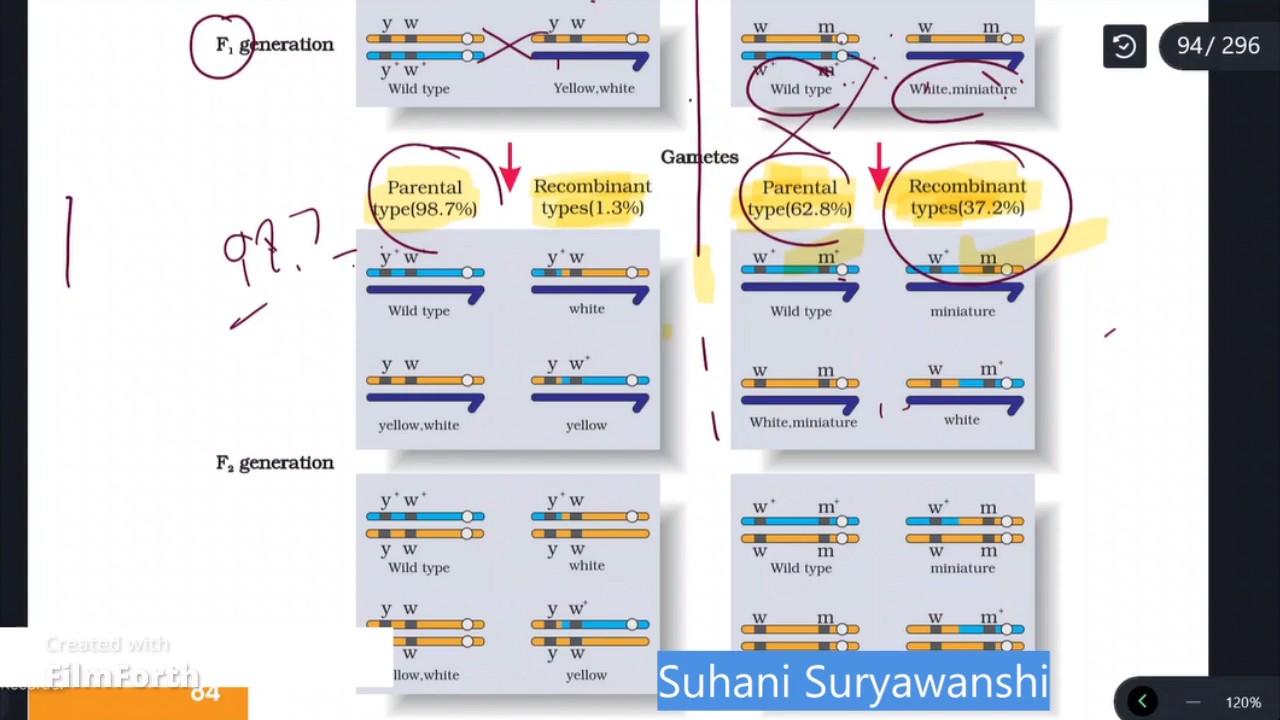 y w y w w m w m
F₁ generation
94 / 296
y⁺ w⁺ w⁺ m⁺
Wild type Yellow,white Wild type White,miniature
Gametes
Parental Recombinant Parental Recombinant
type(98.7%) types(1.3%) type(62.8%) types(37.2%)
98.7
y⁺ w⁺ y⁺ w w⁺ m⁺ w⁺ m
Wild type white Wild type miniature
y w y w⁺ w m w m⁺
yellow,white yellow White,miniature white
F₂ generation
y⁺ w⁺ y⁺ w w⁺ m⁺ w⁺ m
y w y w w m w m
Wild type white Wild type miniature
y w y w⁺ w m w m⁺
w y w
Created with
FilmForth
llow,white yellow
Suhani Suryawanshi
84
120%